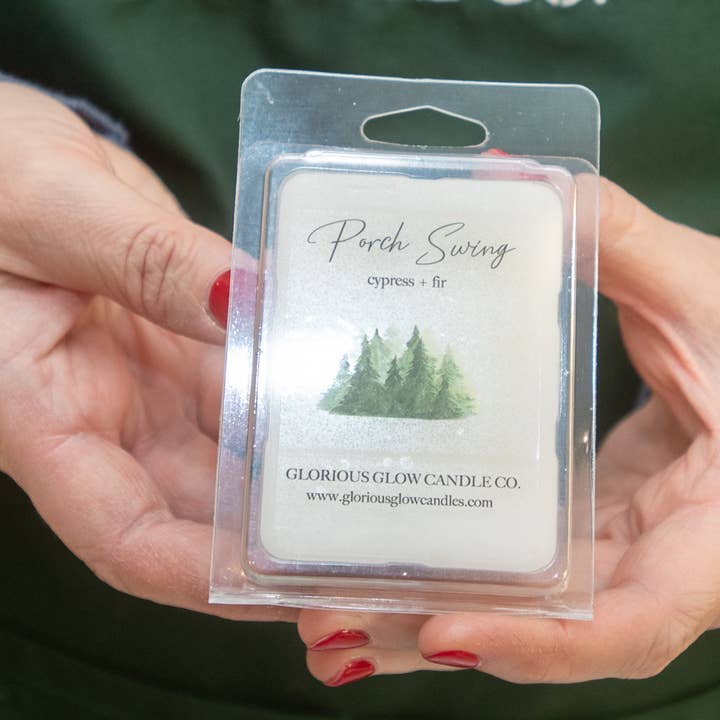 Porch Swing
cypress + fir
GLORIOUS GLOW CANDLE CO.
www.gloriousglowcandles.com